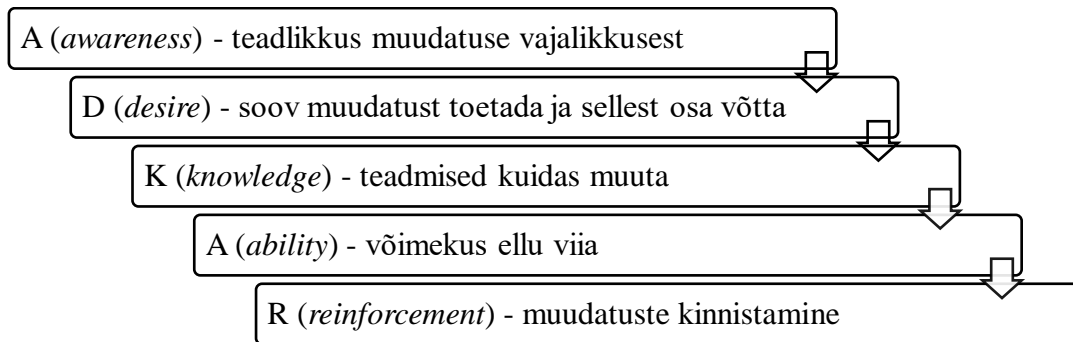 A (awareness) - teadlikkus muudatuse vajalikkusest
D (desire) - soov muudatust toetada ja sellest osa võtta
K (knowledge) - teadmised kuidas muuta
A (ability) - võimekus ellu viia
R (reinforcement) - muudatuste kinnistamine